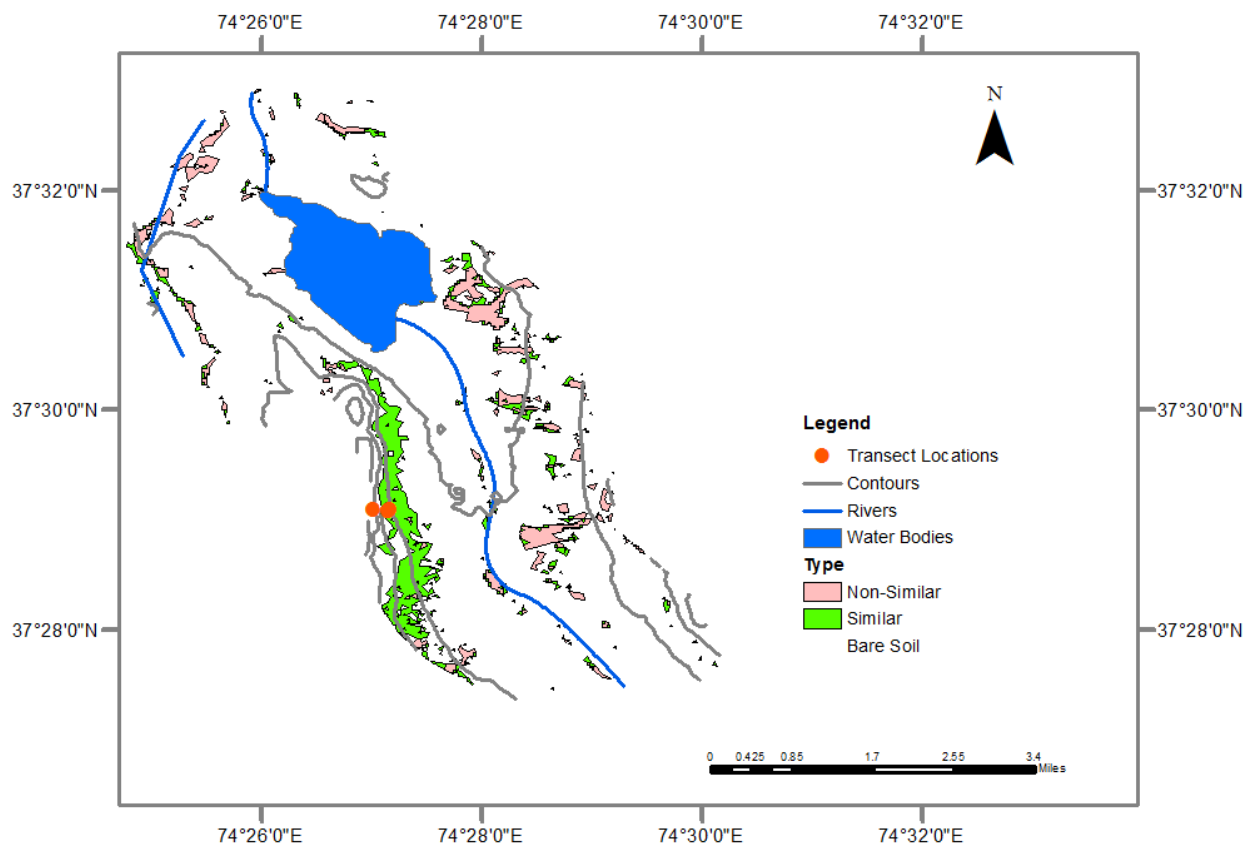 74°26'0"E 74°28'0"E 74°30'0"E 74°32'0"E
N
37°32'0"N 37°32'0"N
37°30'0"N 37°30'0"N
Legend
Transect Locations
Contours
Rivers
Water Bodies
Type
Non-Similar
Similar
Bare Soil
37°28'0"N 37°28'0"N
0 0.425 0.85 1.7 2.55 3.4
Miles
74°26'0"E 74°28'0"E 74°30'0"E 74°32'0"E